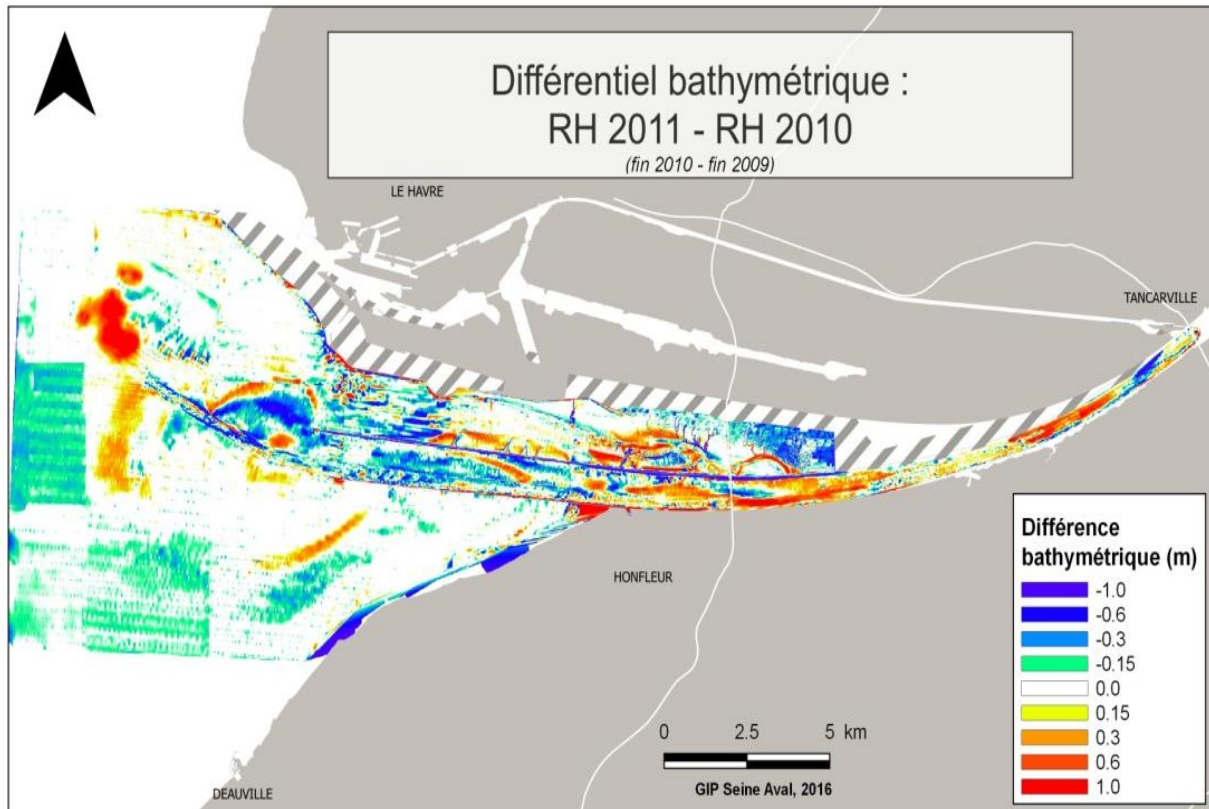 Différentiel bathymétrique :
RH 2011 - RH 2010
(fin 2010 - fin 2009)
LE HAVRE
TANCARVILLE
HONFLEUR
DEAUVILLE
0 2.5 5 km
GIP Seine Aval, 2016
Différence
bathymétrique (m)
-1.0
-0.6
-0.3
-0.15
0.0
0.15
0.3
0.6
1.0